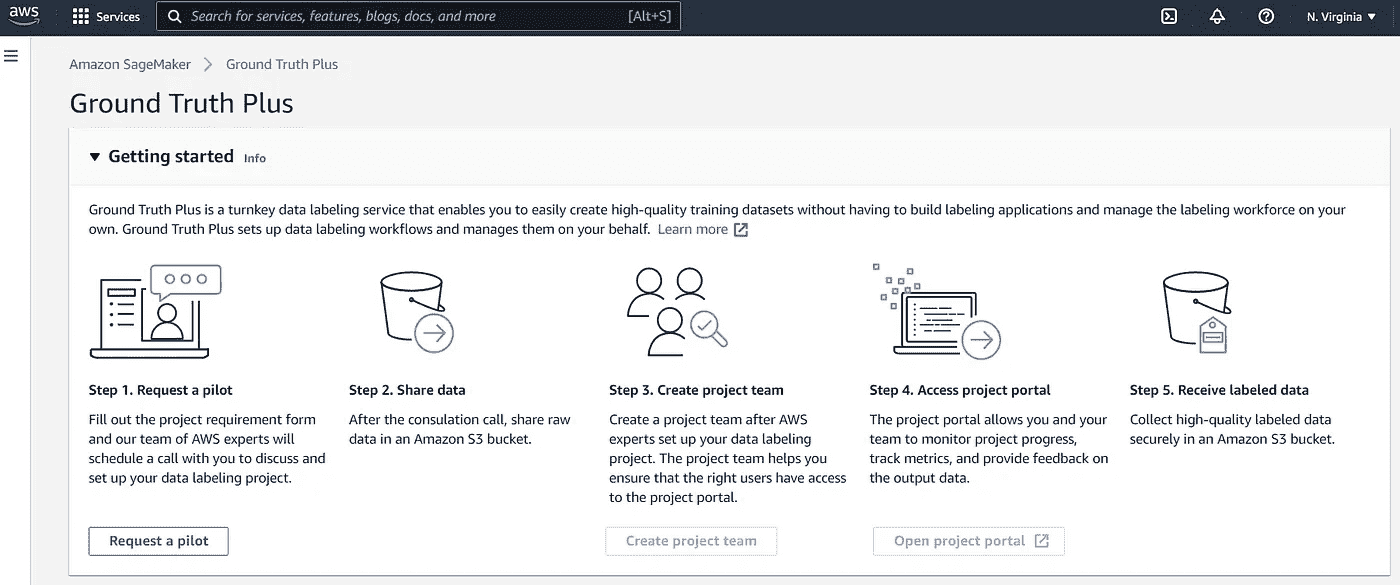 aws
Services
Search for services, features, blogs, docs, and more
[Alt+S]
N. Virginia
Amazon SageMaker
Ground Truth Plus
Ground Truth Plus
Getting started Info
Ground Truth Plus is a turnkey data labeling service that enables you to easily create high-quality training datasets without having to build labeling applications and manage the labeling workforce on your
own. Ground Truth Plus sets up data labeling workflows and manages them on your behalf. Learn more
Step 1. Request a pilot
Fill out the project requirement form
and our team of AWS experts will
schedule a call with you to discuss and
set up your data labeling project.
Request a pilot
Step 2. Share data
After the consulation call, share raw
data in an Amazon S3 bucket.
Step 3. Create project team
Create a project team after AWS
experts set up your data labeling
project. The project team helps you
ensure that the right users have access
to the project portal.
Create project team
Step 4. Access project portal
The project portal allows you and your
team to monitor project progress,
track metrics, and provide feedback on
the output data.
Open project portal
Step 5. Receive labeled data
Collect high-quality labeled data
securely in an Amazon S3 bucket.